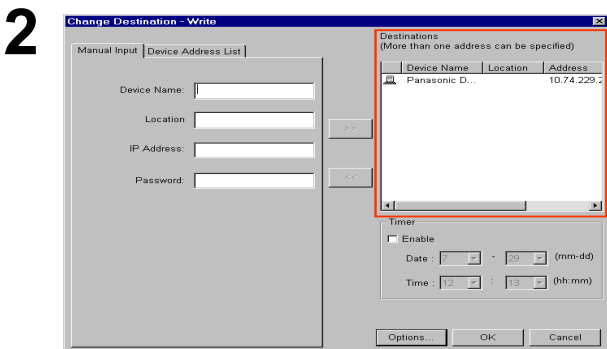 2
Change Destination - Write
Manual Input
Device Address List
Device Name:
Location
IP Address:
Password:
>>
<<
Destinations
(More than one address can be specified)
Device Name Location Address
Panasonic D... 10.74.229.2
Timer
Enable
Date : 7 - 29 (mm-dd)
Time : 12 : 13 (hh:mm)
Options... OK Cancel